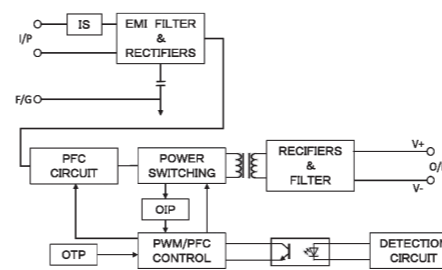 IS
EMI FILTER
&
RECTIFIERS
I/P
F/G
PFC
CIRCUIT
POWER
SWITCHING
RECIFIERS
&
FILTER
V+
O/
V-
OIP
OTP
PWM/PFC
CONTROL
DETECTION
CIRCUIT